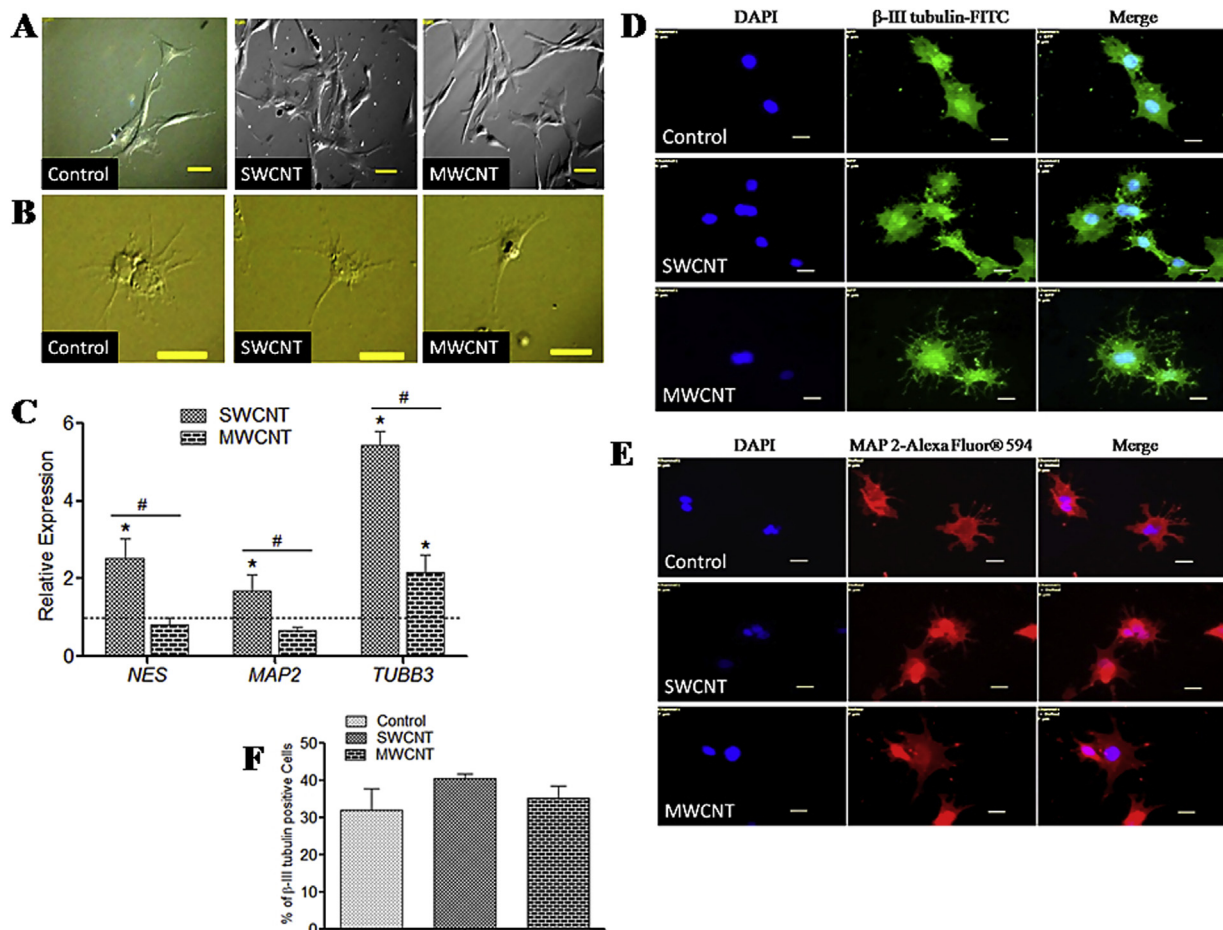 A
Control
SWCNT
MWCNT
B
Control
SWCNT
MWCNT
C
SWCNT
MWCNT
Relative Expression
6
4
2
0
#
*
#
*
#
*
*
NES
MAP2
TUBB3
F
Control
SWCNT
MWCNT
% of β-III tubulin positive Cells
50
40
30
20
10
0
D
DAPI
β-III tubulin-FITC
Merge
Control
SWCNT
MWCNT
E
DAPI
MAP 2-Alexa Fluor® 594
Merge
Control
SWCNT
MWCNT